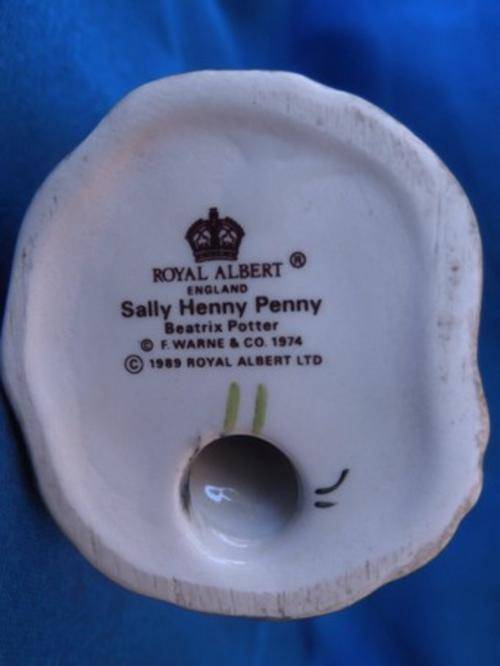 ROYAL ALBERT ®
ENGLAND
Sally Henny Penny
Beatrix Potter
© F. WARNE & CO. 1974
© 1989 ROYAL ALBERT LTD